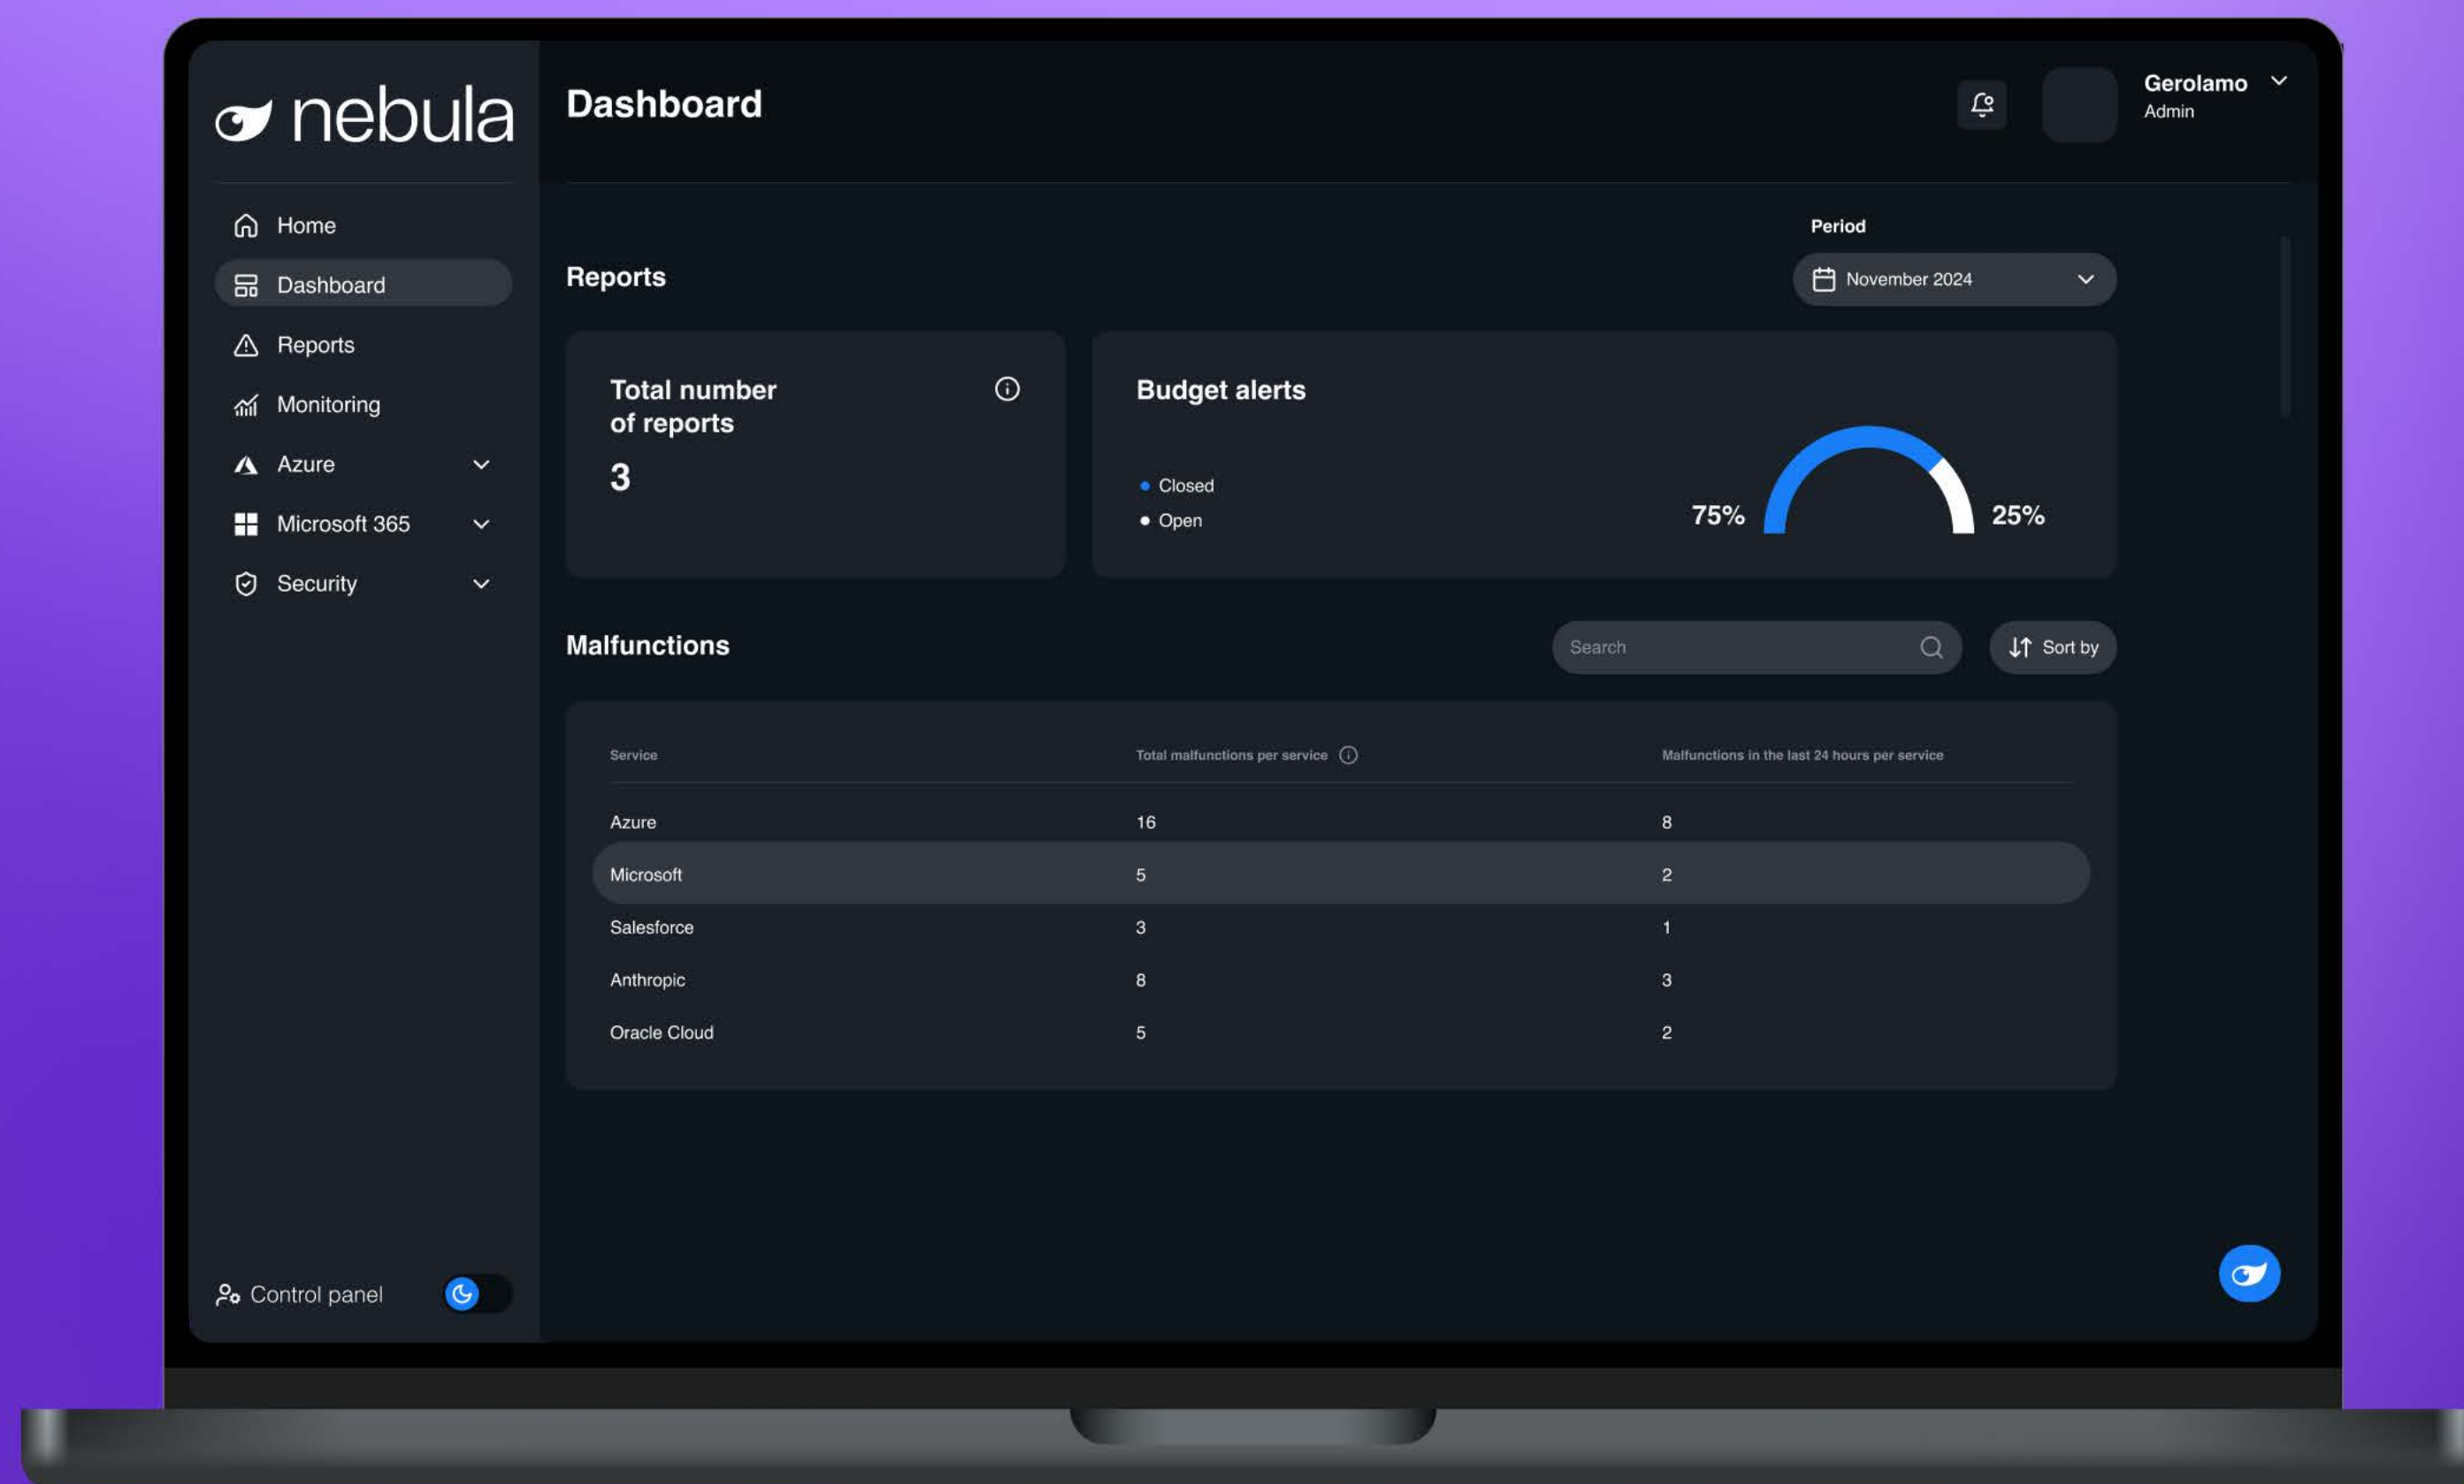 nebula
Dashboard
Gerolamo
Admin
Home
Dashboard
Reports
Monitoring
Azure
Microsoft 365
Security
Control panel
Period
Reports
November 2024
Total number
of reports
3
Budget alerts
Closed
Open
75%
25%
Malfunctions
Search
Sort by
Service Total malfunctions per service Malfunctions in the last 24 hours per service
Azure 16 8
Microsoft 5 2
Salesforce 3 1
Anthropic 8 3
Oracle Cloud 5 2